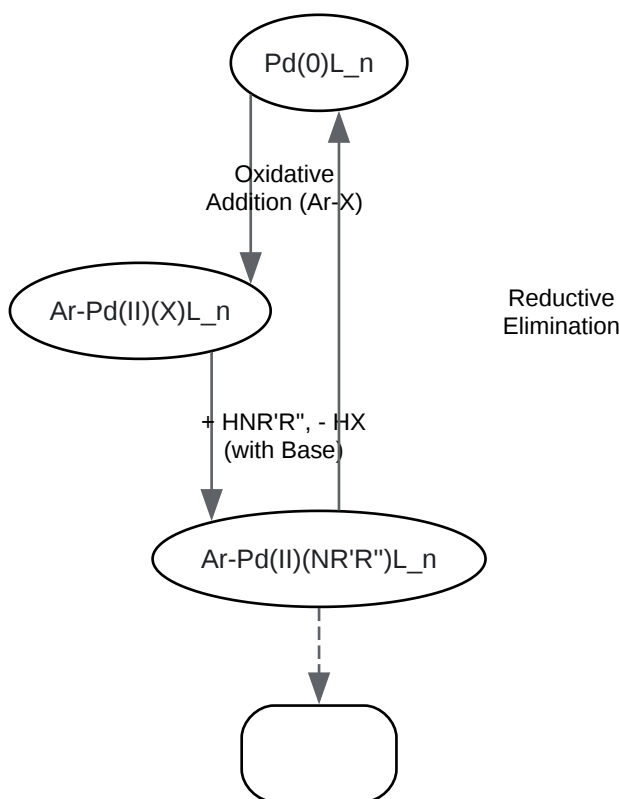 Pd(0)L_n
Oxidative
Addition (Ar-X)
Ar-Pd(II)(X)L_n
Reductive
Elimination
+ HNR'R", - HX
(with Base)
Ar-Pd(II)(NR'R")L_n